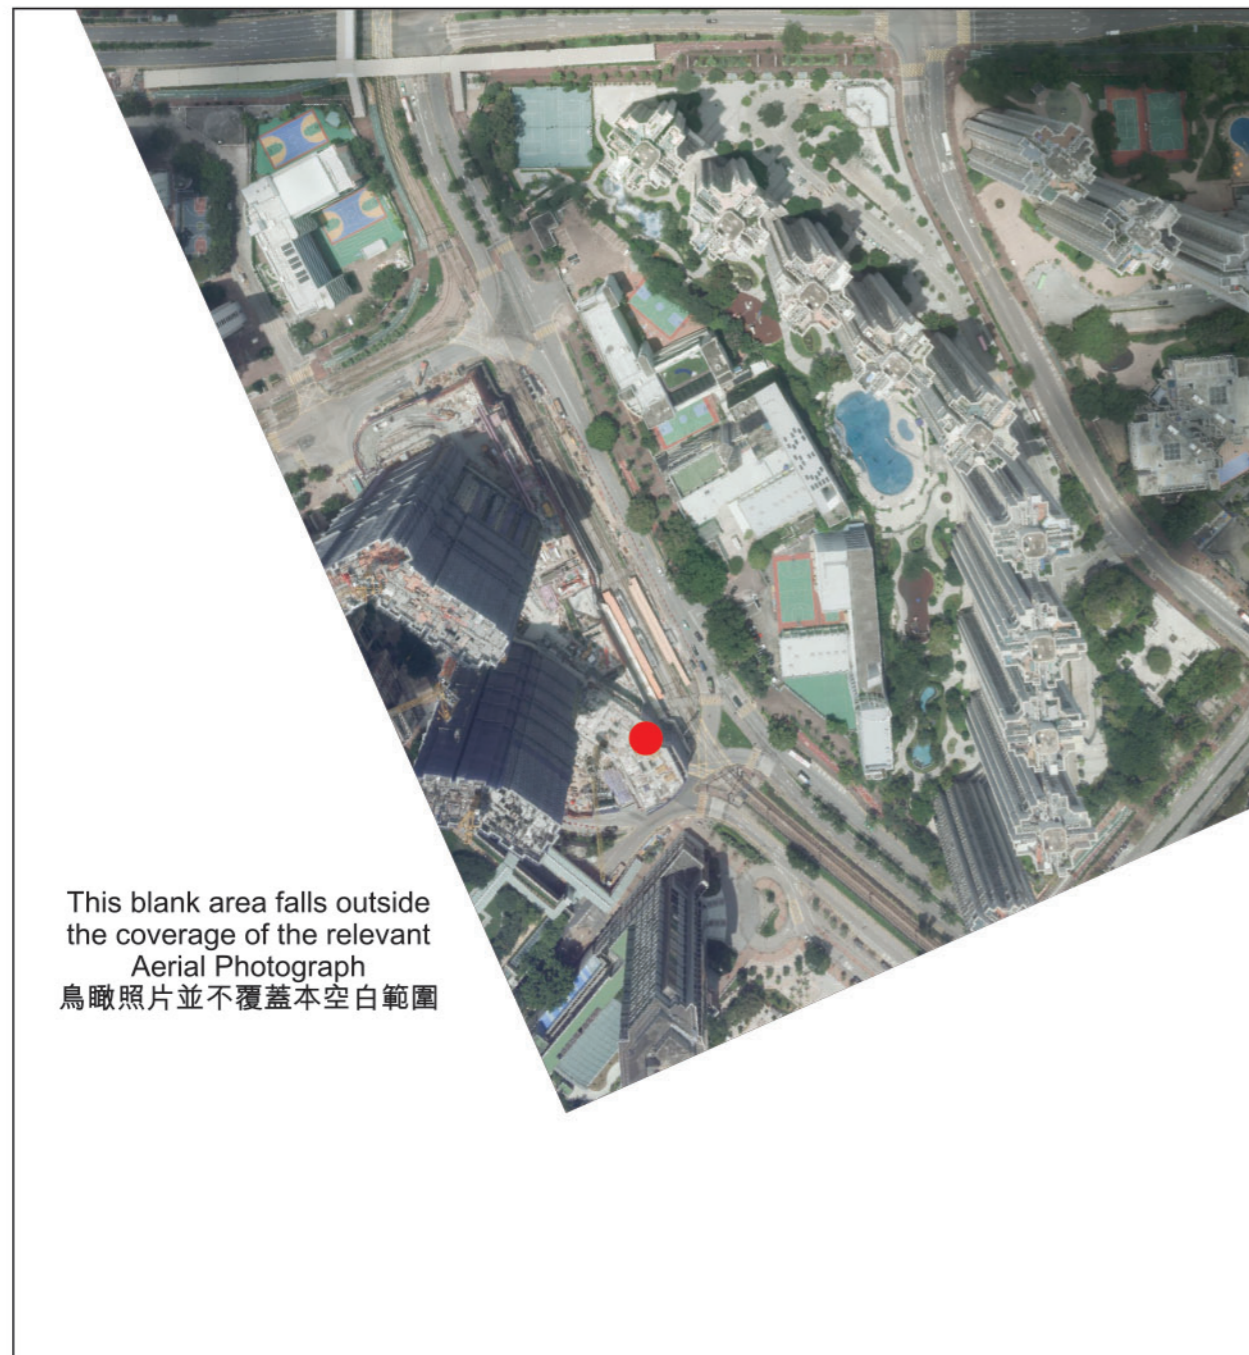 This blank area falls outside
the coverage of the relevant
Aerial Photograph
鳥瞰照片並不覆蓋本空白範圍